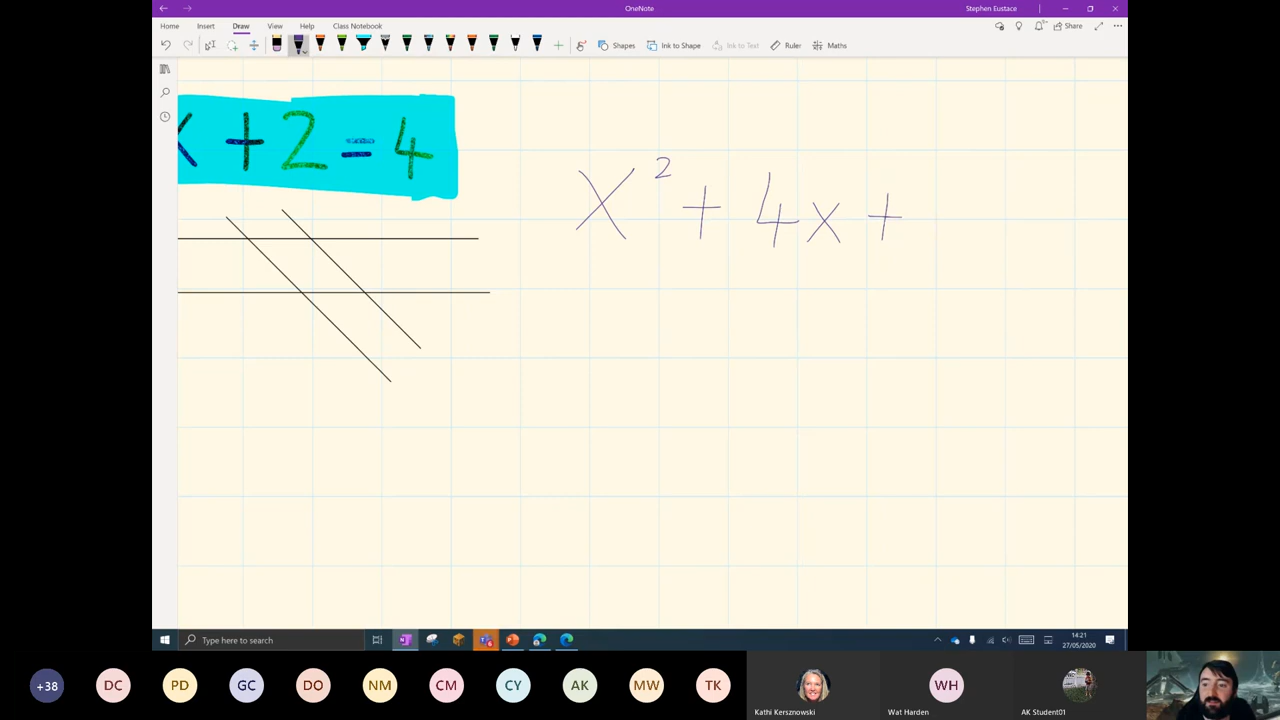 OneNote
Stephen Eustace
Home Insert Draw View Help Class Notebook
Share
Shapes Ink to Shape Ink to Text Ruler Maths
x + 2 = 4
x² + 4x +
Type here to search
14:21
27/05/2020
+38 DC PD GC DO NM CM CY AK MW TK WH
Kathi Kersznowski Wat Harden AK Student01